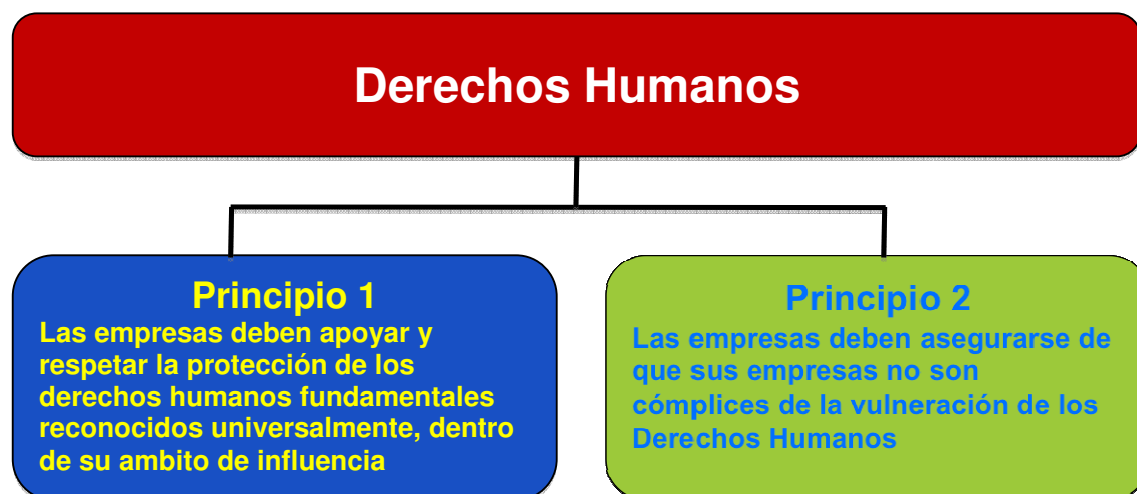 Derechos Humanos
Principio 1
Las empresas deben apoyar y
respetar la protección de los
derechos humanos fundamentales
reconocidos universalmente, dentro
de su ambito de influencia
Principio 2
Las empresas deben asegurarse de
que sus empresas no son
cómplices de la vulneración de los
Derechos Humanos